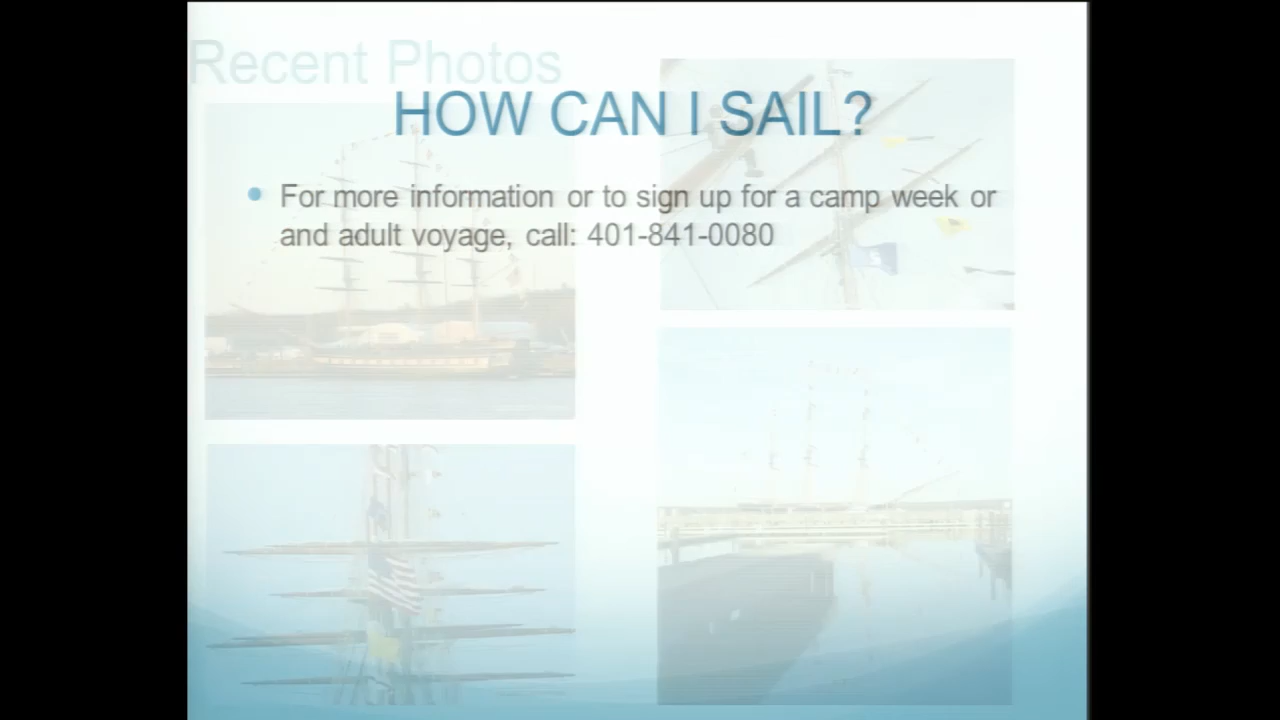 Recent Photos
HOW CAN I SAIL?
• For more information or to sign up for a camp week or
and adult voyage, call: 401-841-0080